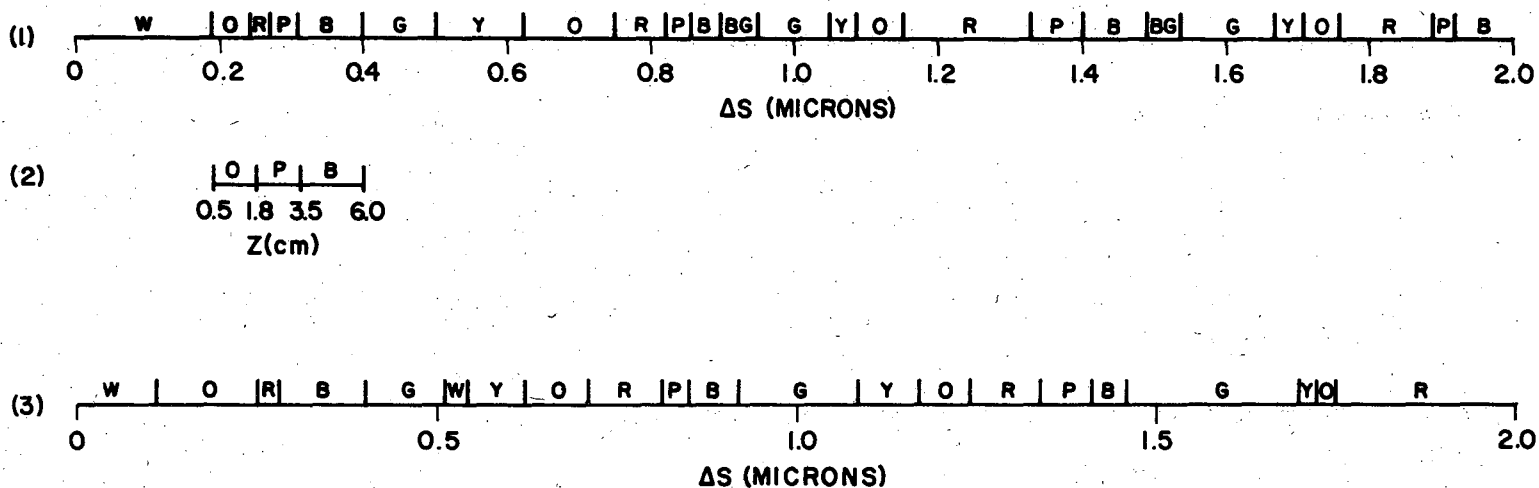 (1) W O R P B G Y O R P B BG G Y O R P B BG G Y O R P B
0 0.2 0.4 0.6 0.8 1.0 1.2 1.4 1.6 1.8 2.0
ΔS (MICRONS)
(2) O P B
0.5 1.8 3.5 6.0
Z(cm)
(3) W O R B G W Y O R P B G Y O R P B G Y O R
0 0.5 1.0 1.5 2.0
ΔS (MICRONS)